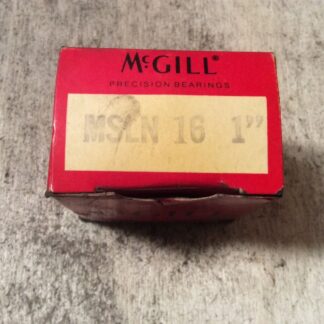 McGILL®
PRECISION BEARINGS
MSLN 16 1"